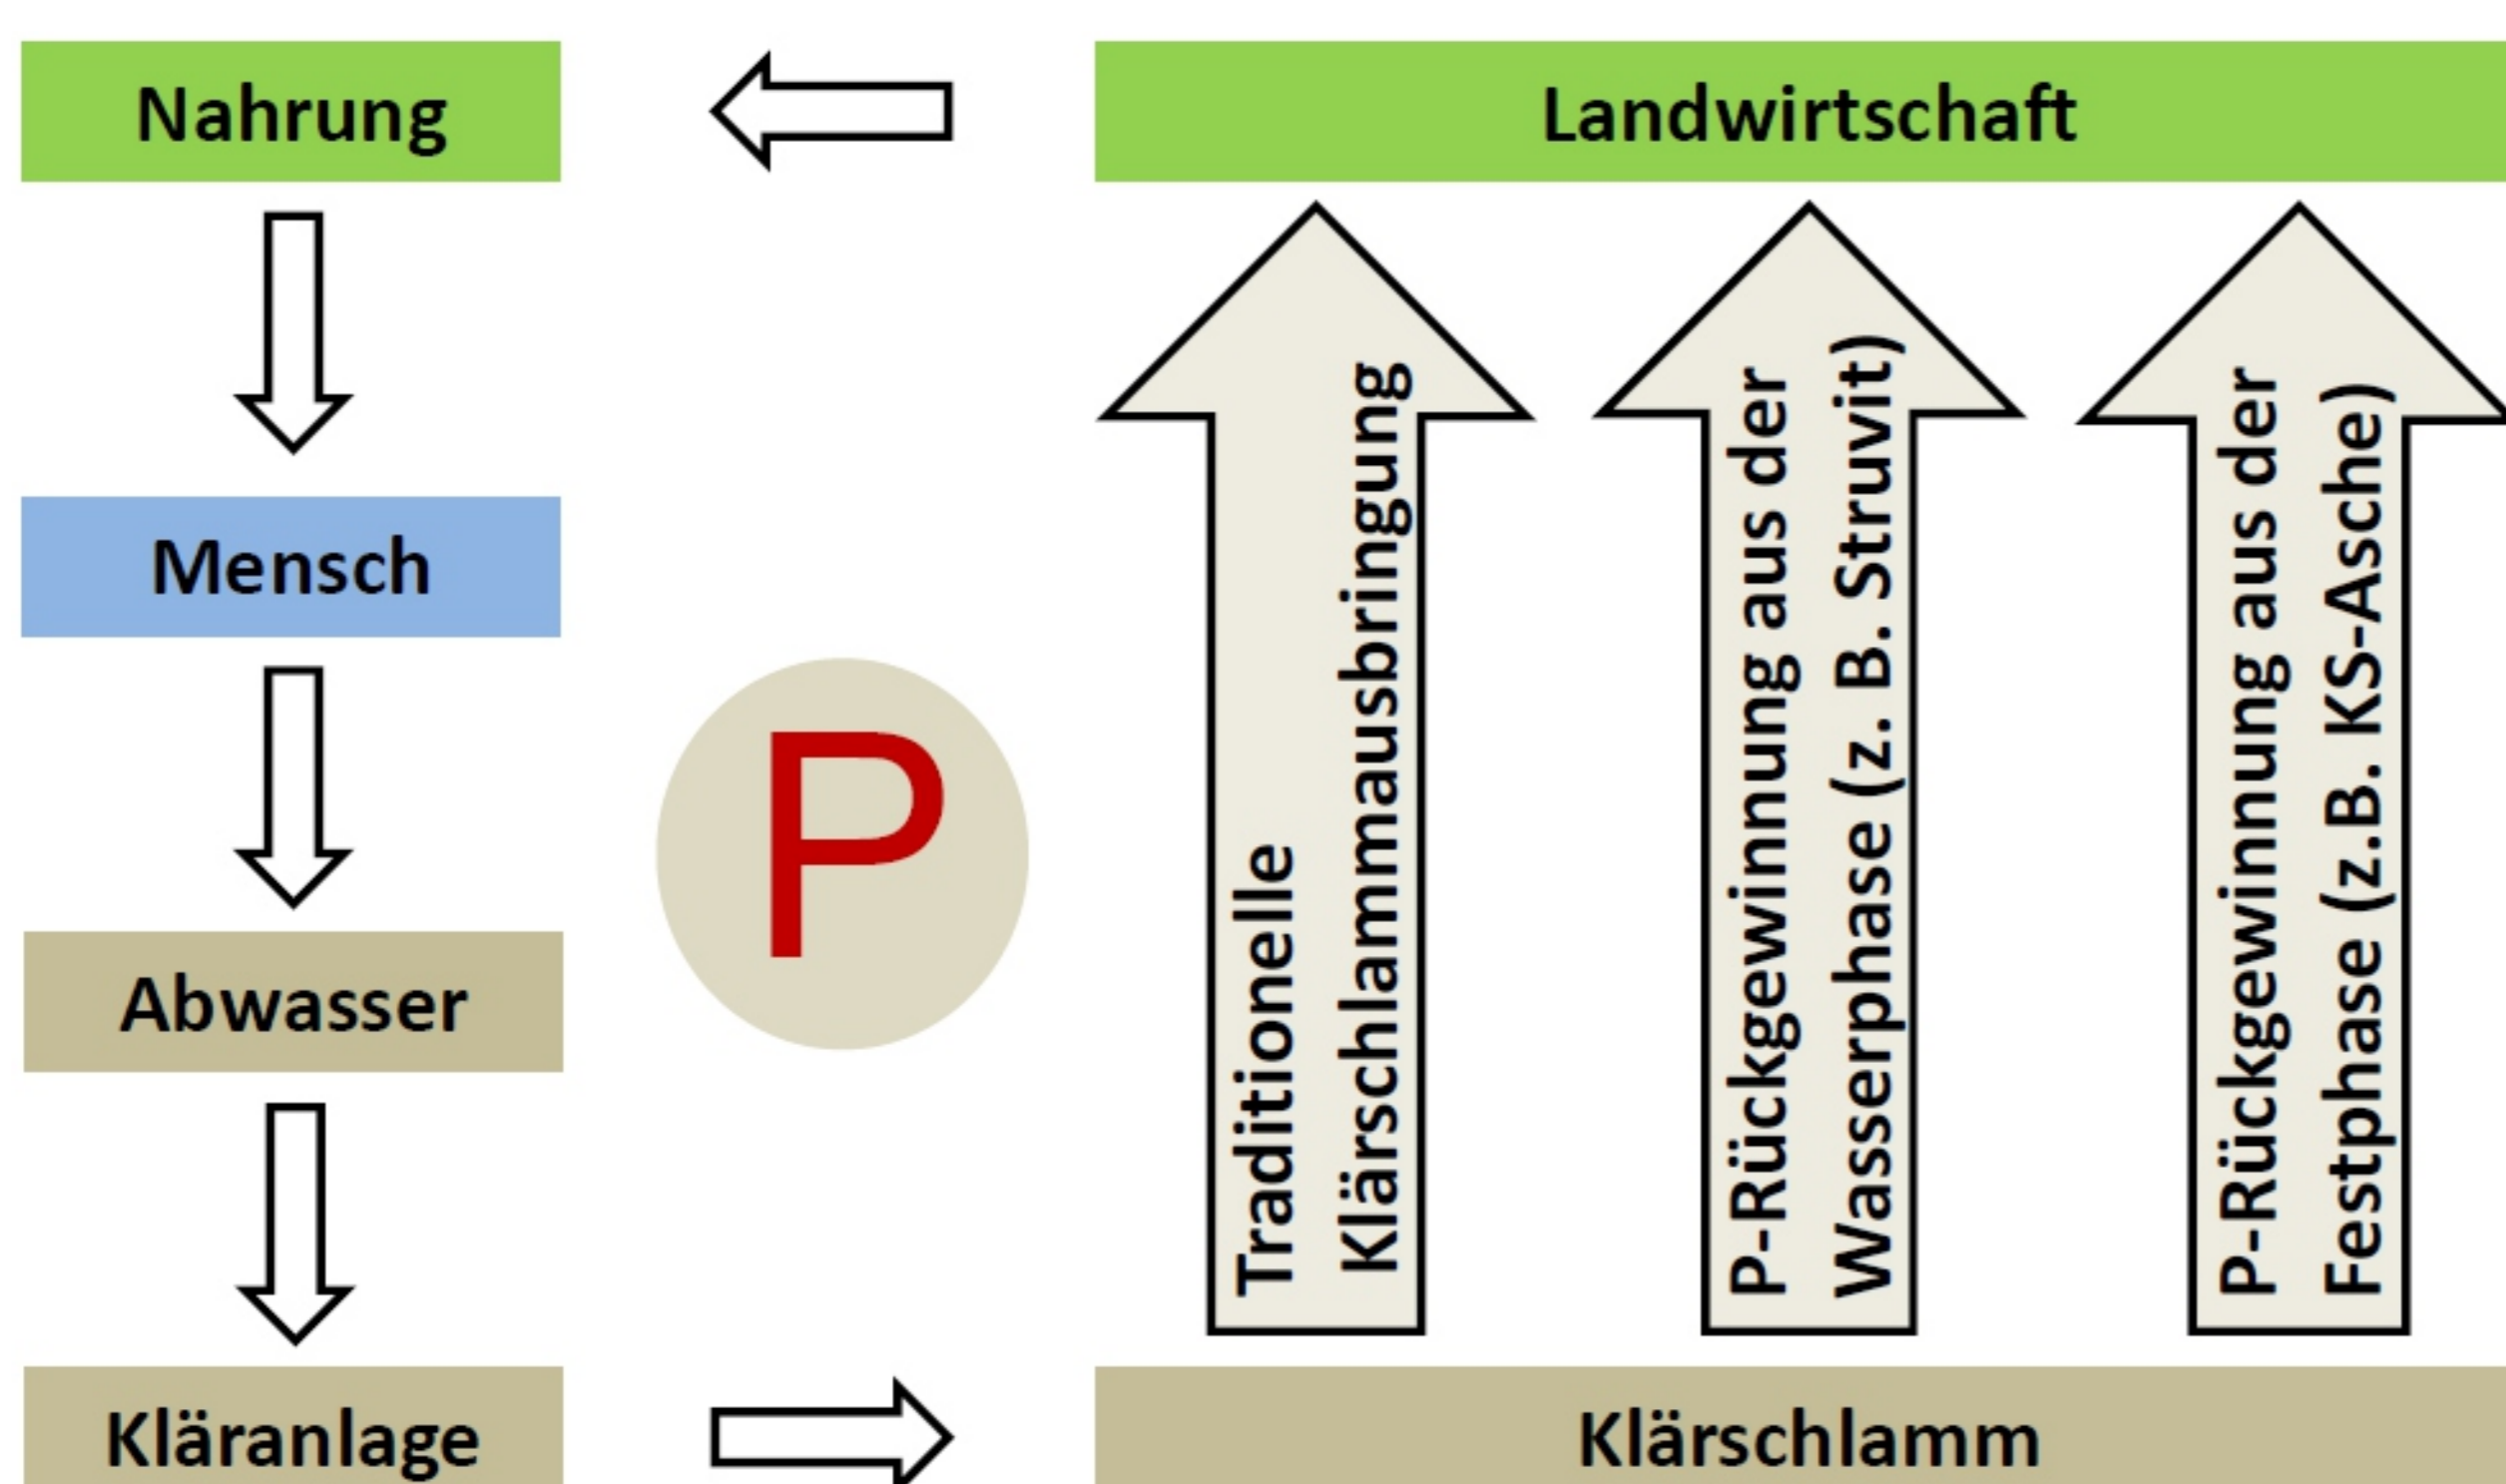 Nahrung
Landwirtschaft
Mensch
P
Abwasser
Traditionelle
Klärschlammausbringung
P-Rückgewinnung aus der
Wasserphase (z. B. Struvit)
P-Rückgewinnung aus der
Festphase (z.B. KS-Asche)
Kläranlage
Klärschlamm